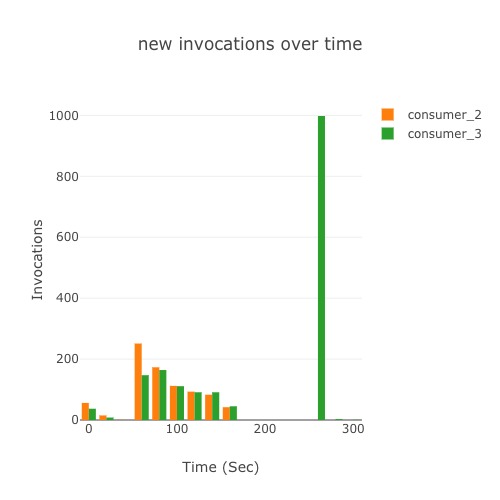 new invocations over time
consumer_2
consumer_3
Invocations
1000
800
600
400
200
0
0 100 200 300
Time (Sec)